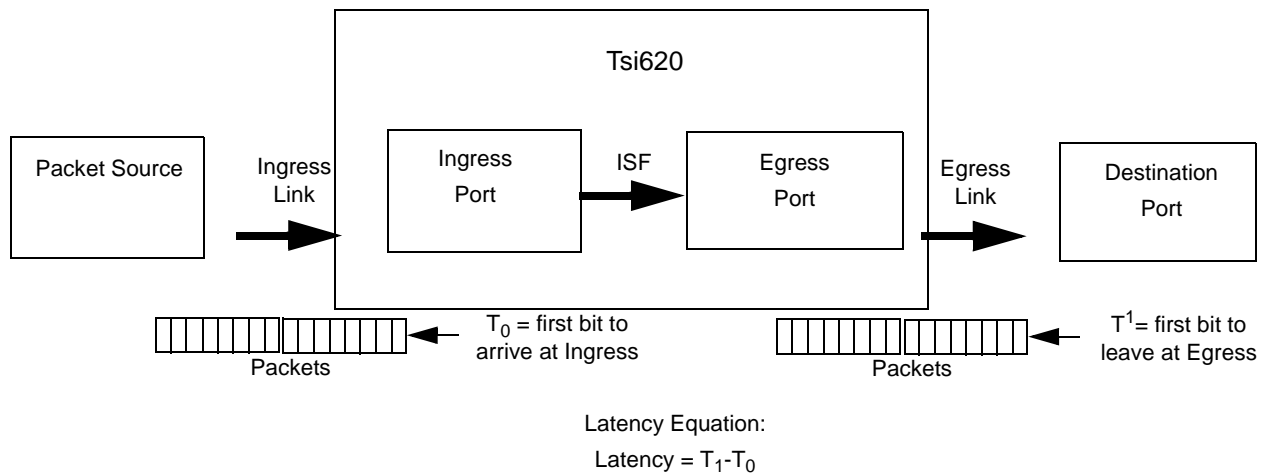 Tsi620
Packet Source
Ingress
Link
Ingress
Port
ISF
Egress
Port
Egress
Link
Destination
Port
T₀ = first bit to
arrive at Ingress
Packets
T¹= first bit to
leave at Egress
Packets
Latency Equation:
Latency = T₁-T₀